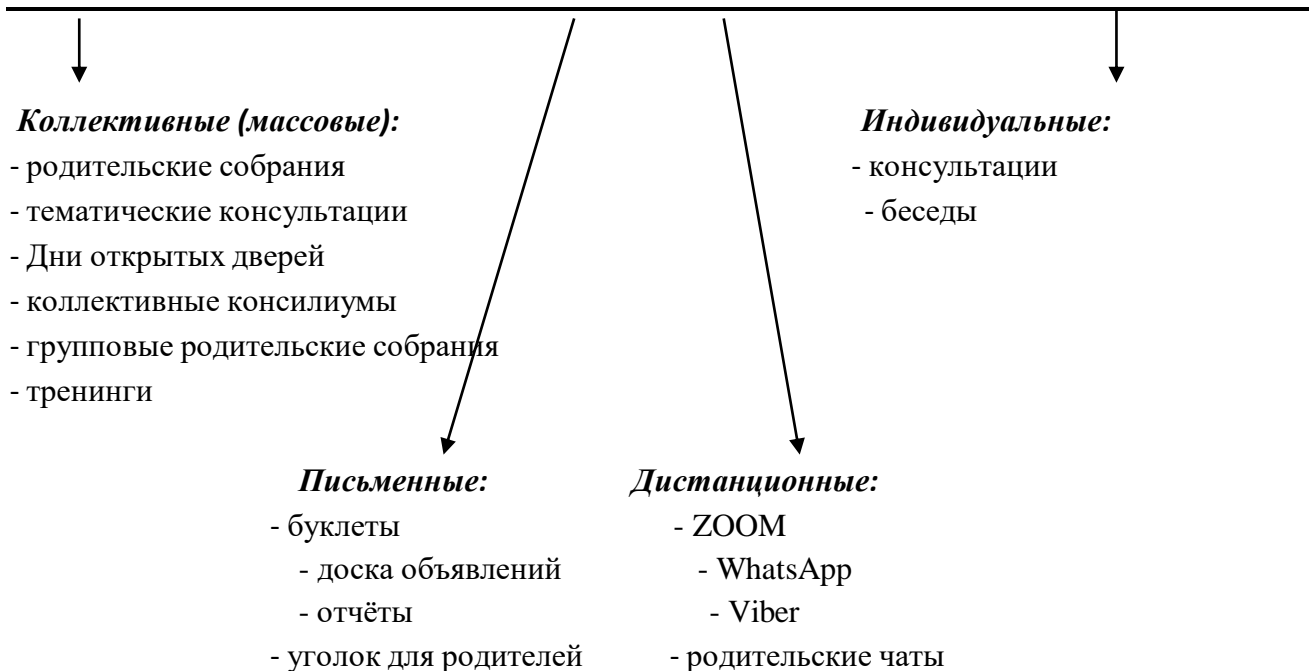 Коллективные (массовые):
- родительские собрания
- тематические консультации
- Дни открытых дверей
- коллективные консилиумы
- групповые родительские собрания
- тренинги
Индивидуальные:
- консультации
- беседы
Письменные:
- буклеты
- доска объявлений
- отчёты
- уголок для родителей
Дистанционные:
- ZOOM
- WhatsApp
- Viber
- родительские чаты